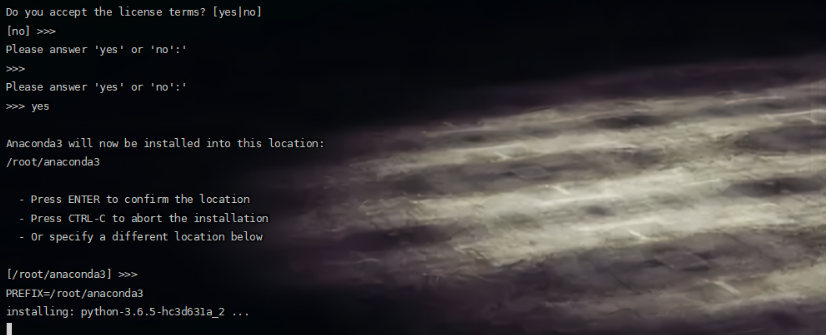 Do you accept the license terms? [yes|no]
[no] >>>
Please answer 'yes' or 'no':'
>>>
Please answer 'yes' or 'no':'
>>> yes
Anaconda3 will now be installed into this location:
/root/anaconda3
- Press ENTER to confirm the location
- Press CTRL-C to abort the installation
- Or specify a different location below
[/root/anaconda3] >>>
PREFIX=/root/anaconda3
installing: python-3.6.5-hc3d631a_2 ...